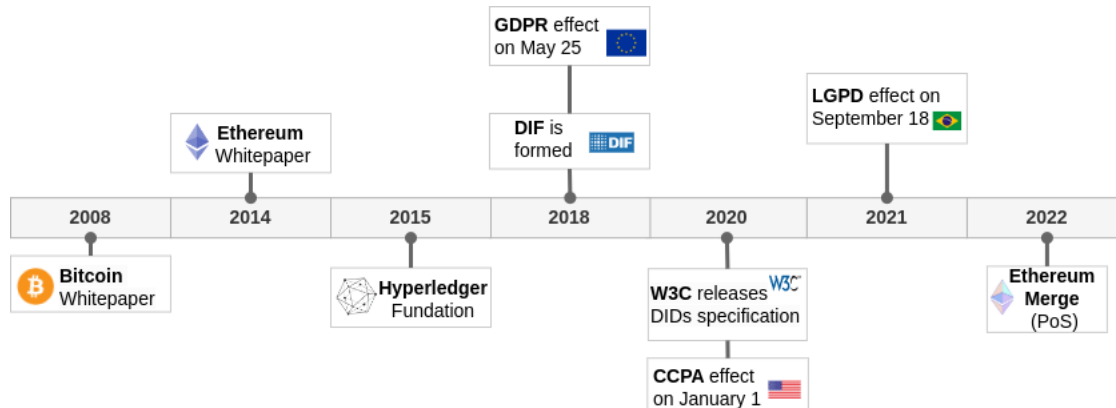 GDPR effect
on May 25
LGPD effect on
September 18
Ethereum
Whitepaper
DIF is
formed
DIF
2008
2014
2015
2018
2020
2021
2022
Bitcoin
Whitepaper
Hyperledger
Fundation
W3C releases
DIDs specification
W3C
Ethereum
Merge
(PoS)
CCPA effect
on January 1